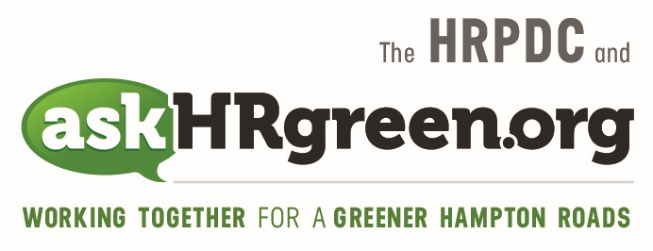 The HRPDC and
askHRgreen.org
WORKING TOGETHER FOR A GREENER HAMPTON ROADS